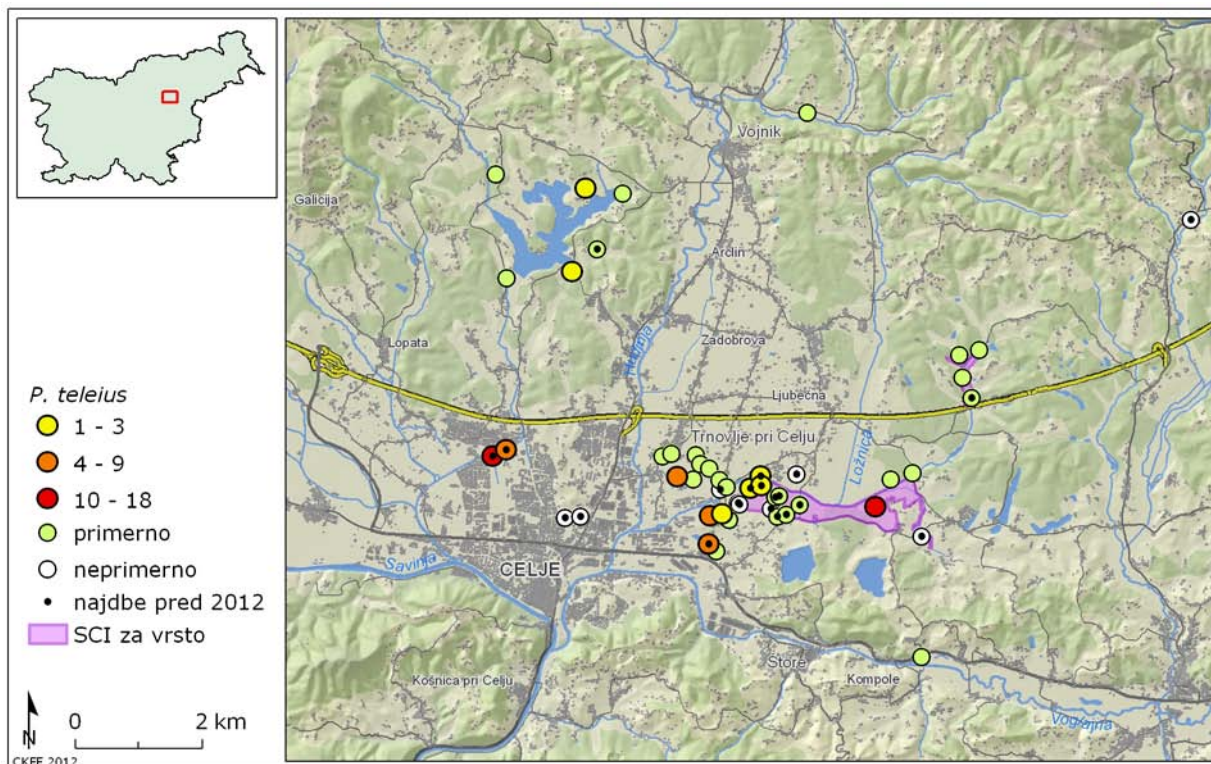 P. teleius
1 - 3
4 - 9
10 - 18
primerno
neprimerno
najdbe pred 2012
SCI za vrsto
N
0 2 km
CKFF 2012
Vojnik
Galicija
Arclin
Hudinja
Lopata
Zadobrova
Ljubečna
Trnovlje pri Celju
Ložnica
CELJE
Savinja
Štore
Košnica pri Celju
Kompole
Voglajna